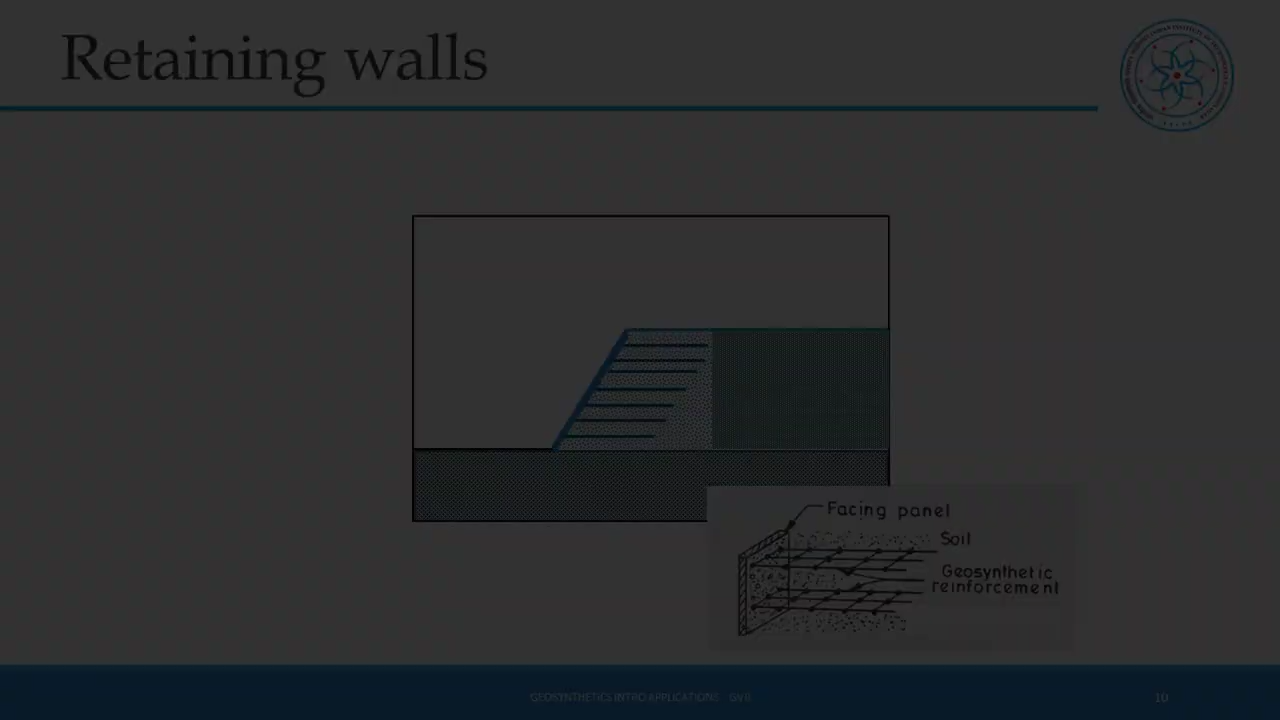 Retaining walls
Facing panel
Soil
Geosynthetic
reinforcement
GEOSYNTHETICS INTRO APPLICATIONS GVR
10